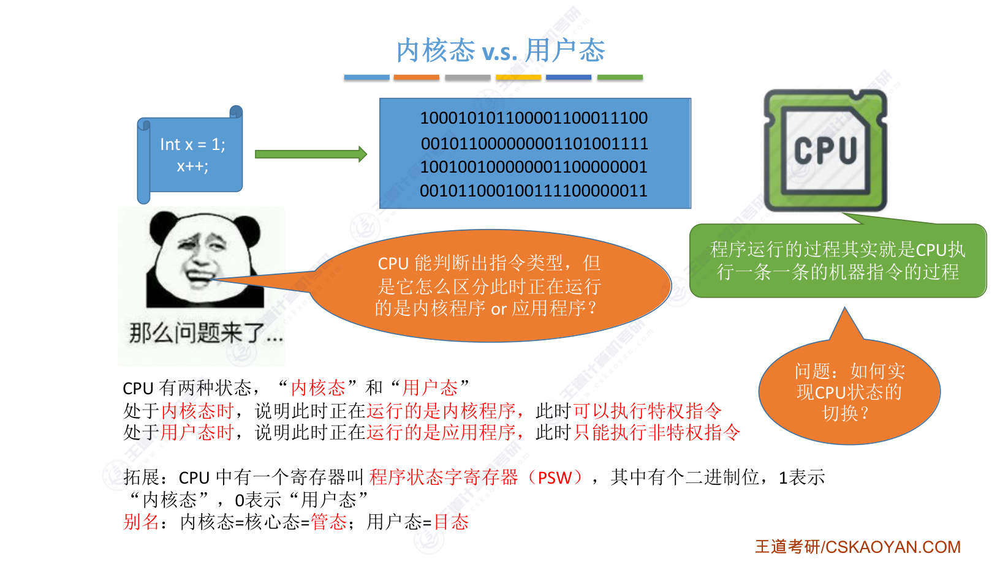 内核态 v.s. 用户态
Int x = 1;
x++;
100010101100001100011100
001011000000001101001111
100100100000001100000001
001011000100111100000011
CPU
程序运行的过程其实就是CPU执
行一条一条的机器指令的过程
CPU 能判断出指令类型，但
是它怎么区分此时正在运行
的是内核程序 or 应用程序？
那么问题来了...
问题：如何实
现CPU状态的
切换？
CPU 有两种状态，“内核态”和“用户态”
处于内核态时，说明此时正在运行的是内核程序，此时可以执行特权指令
处于用户态时，说明此时正在运行的是应用程序，此时只能执行非特权指令
拓展：CPU 中有一个寄存器叫 程序状态字寄存器（PSW），其中有个二进制位，1表示
“内核态”，0表示“用户态”
别名：内核态=核心态=管态；用户态=目态
王道考研/CSKAOYAN.COM